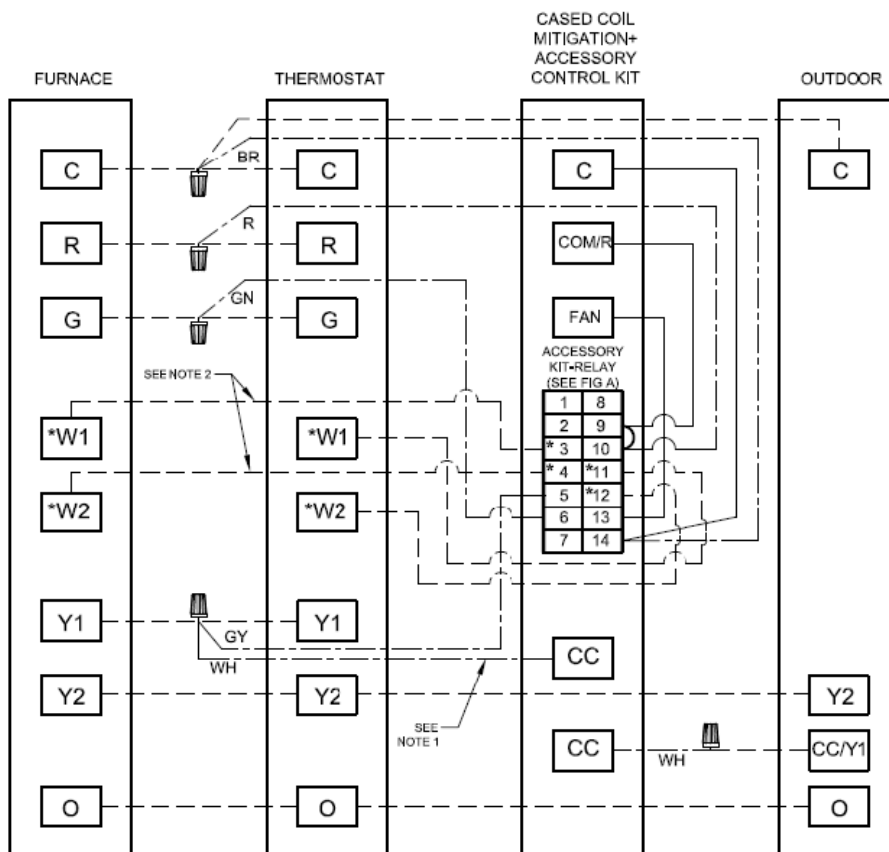 CASED COIL
MITIGATION+
ACCESSORY
CONTROL KIT
FURNACE
THERMOSTAT
OUTDOOR
C
BR
C
C
C
R
R
R
COM/R
G
GN
G
FAN
SEE NOTE 2
ACCESSORY
KIT-RELAY
(SEE FIG A)
1 8
2 9
*3 10
*4 *11
5 *12
6 13
7 14
*W1
*W1
*W2
*W2
Y1
Y1
GY
WH
CC
Y2
Y2
Y2
SEE
NOTE 1
CC
WH
CC/Y1
O
O
O